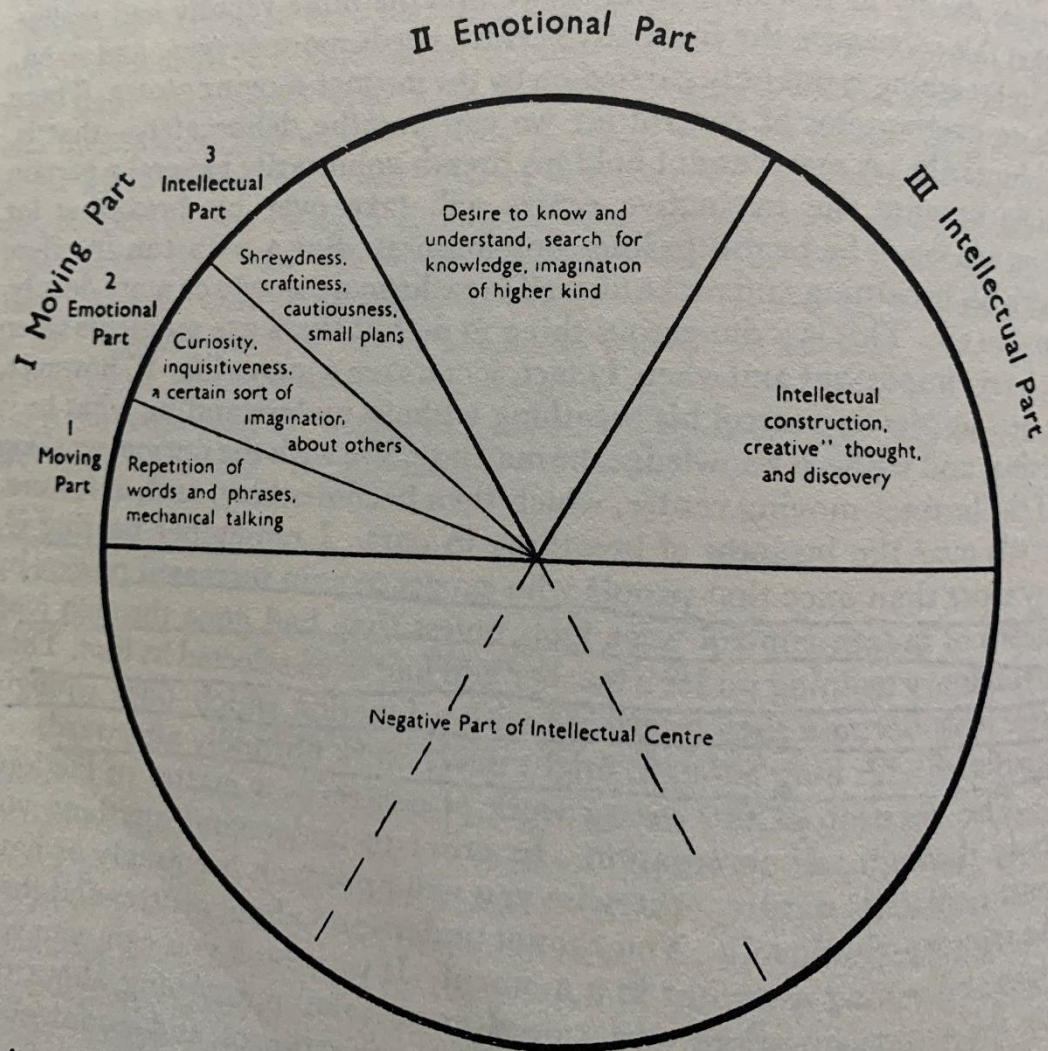 II Emotional Part
I Moving Part
3
Intellectual
Part
2
Emotional
Part
1
Moving
Part
III Intellectual Part
Shrewdness,
craftiness,
cautiousness,
small plans
Curiosity,
inquisitiveness,
a certain sort of
imagination
about others
Repetition of
words and phrases,
mechanical talking
Desire to know and
understand, search for
knowledge, imagination
of higher kind
Intellectual
construction,
creative" thought,
and discovery
Negative Part of Intellectual Centre